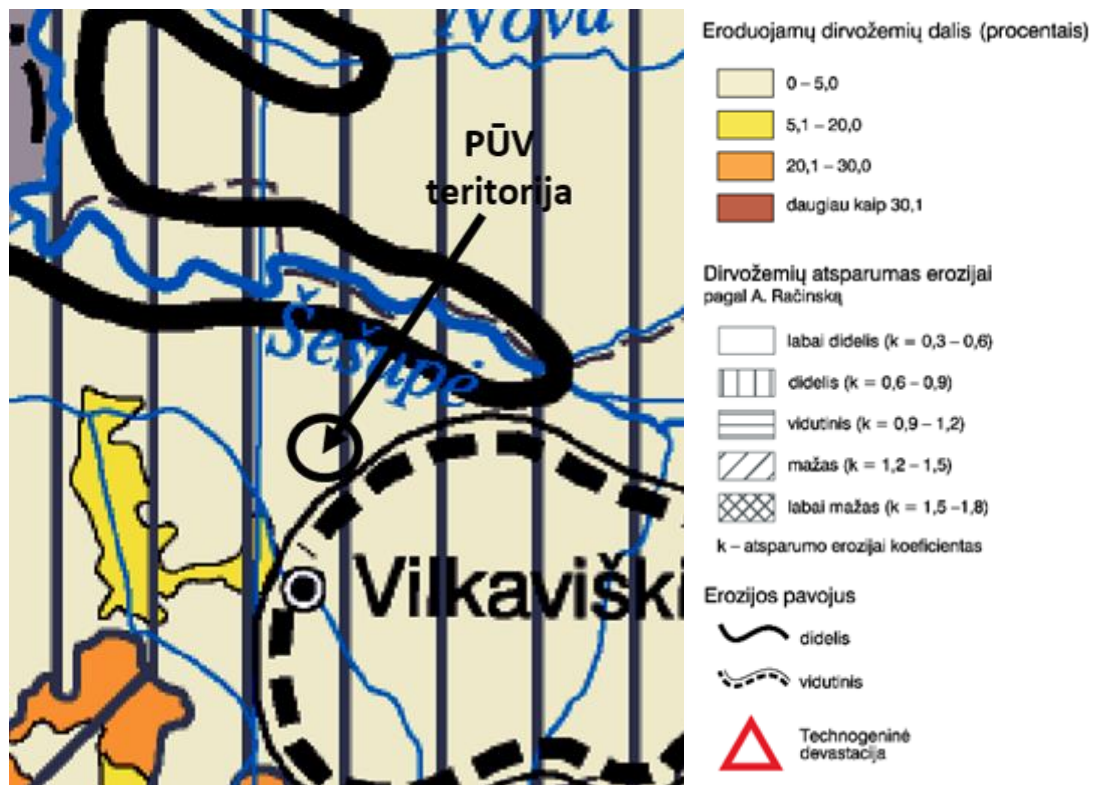 Nova
PŪV
teritorija
Šešupė
Vilkaviški
Eroduojamų dirvožemių dalis (procentais)
0 – 5,0
5,1 – 20,0
20,1 – 30,0
daugiau kaip 30,1
Dirvožemių atsparumas erozijai
pagal A. Račinską
labai didelis (k = 0,3 – 0,6)
didelis (k = 0,6 – 0,9)
vidutinis (k = 0,9 – 1,2)
mažas (k = 1,2 – 1,5)
labai mažas (k = 1,5 –1,8)
k – atsparumo erozijai koeficientas
Erozijos pavojus
didelis
vidutinis
Technogeninė
devastacija